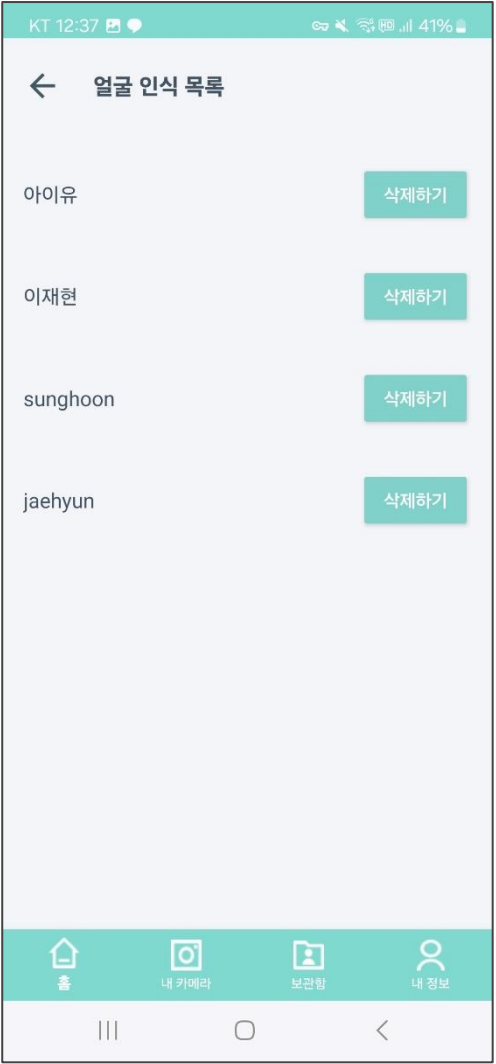 KT 12:37 41%
얼굴 인식 목록
아이유 삭제하기
이재현 삭제하기
sunghoon 삭제하기
jaehyun 삭제하기
홈 내 카메라 보관함 내 정보